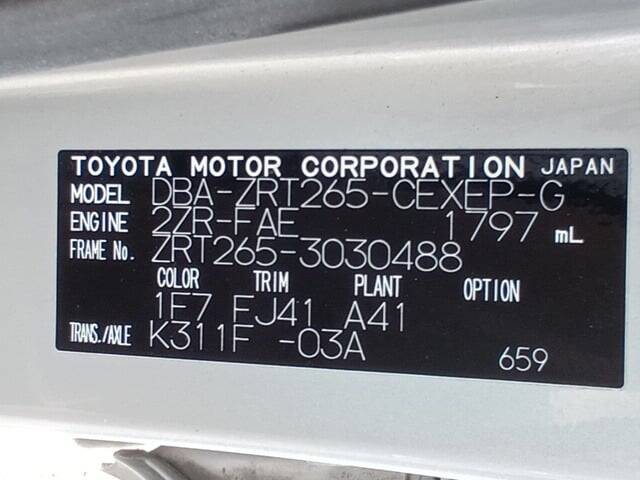 TOYOTA MOTOR CORPORATION JAPAN
MODEL DBA-ZRT265-CEXEP-G
ENGINE 2ZR-FAE 1797 mL
FRAME No. ZRT265-3030488
COLOR TRIM PLANT OPTION
1F7 FJ41 A41
TRANS./AXLE K311F -03A
659